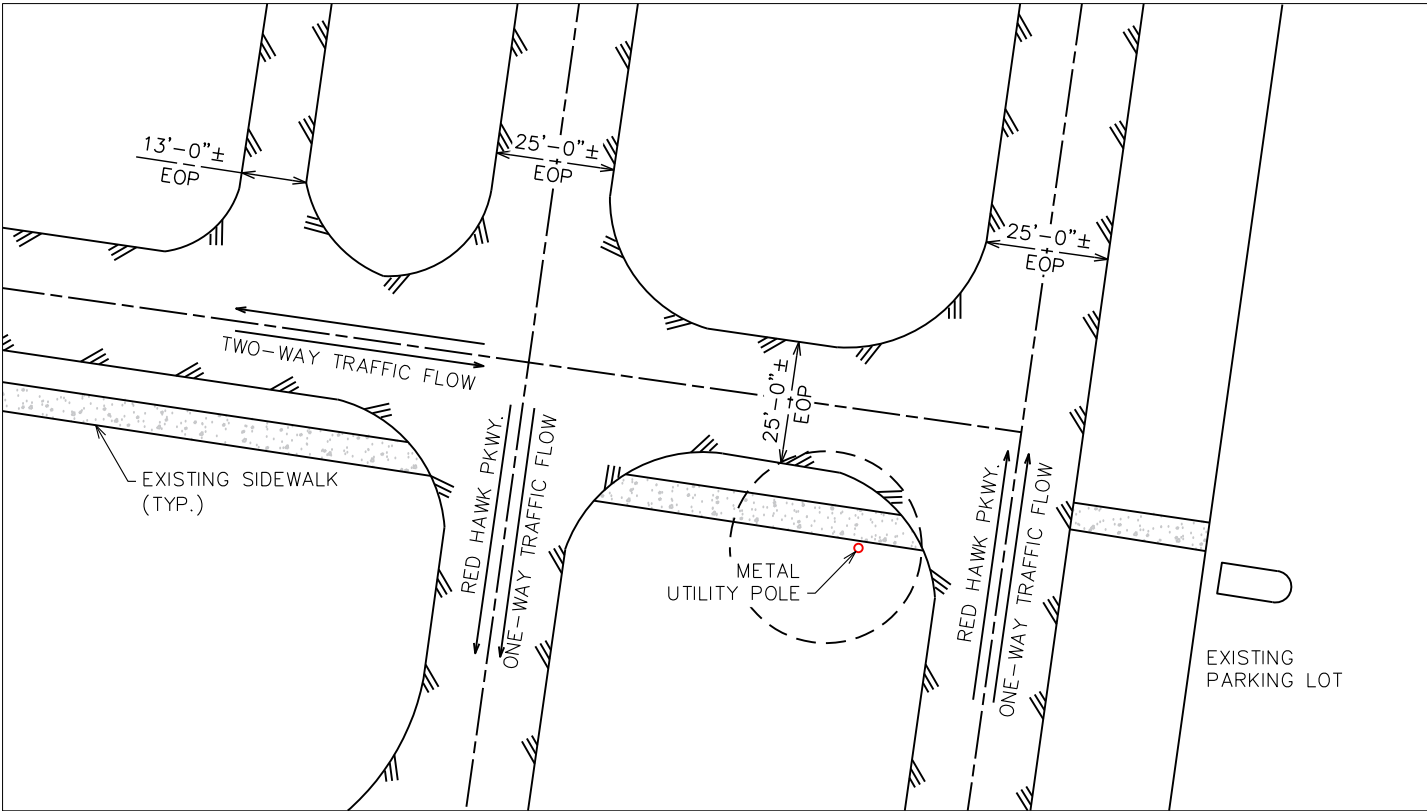 13'-0"±
EOP
25'-0"±
EOP
25'-0"±
EOP
TWO-WAY TRAFFIC FLOW
25'-0"±
EOP
EXISTING SIDEWALK
(TYP.)
RED HAWK PKWY.
ONE-WAY TRAFFIC FLOW
METAL
UTILITY POLE
RED HAWK PKWY.
ONE-WAY TRAFFIC FLOW
EXISTING
PARKING LOT